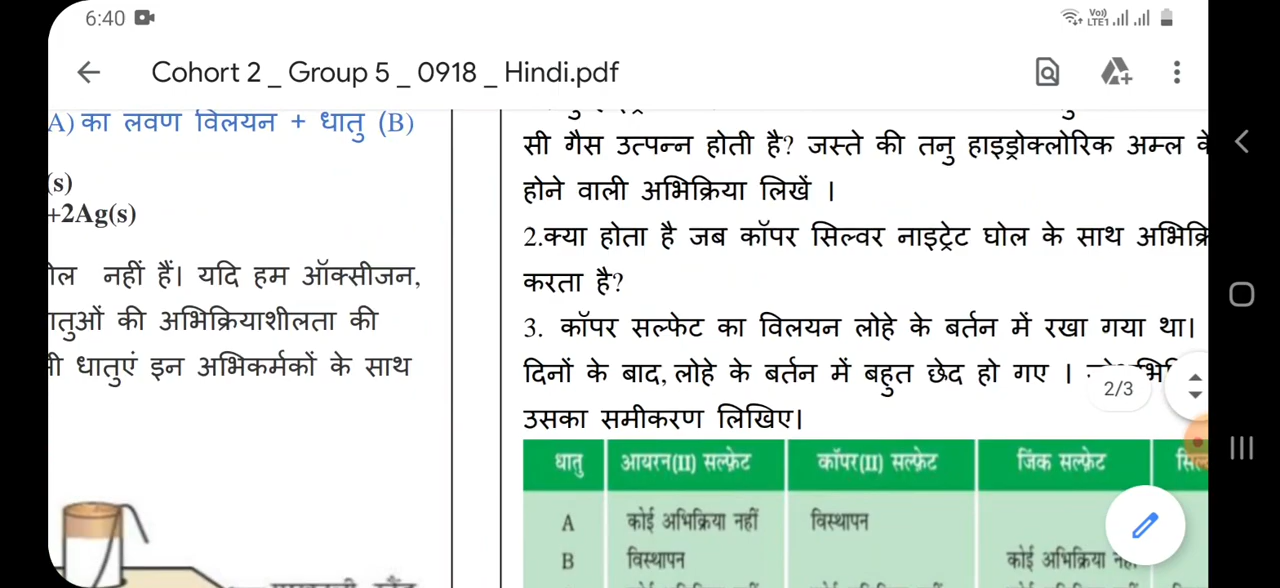 6:40
Vo)) LTE1
Cohort 2 _ Group 5 _ 0918 _ Hindi.pdf
A) का लवण विलयन + धातु (B)
(s)
+2Ag(s)
नहीं हैं। यदि हम ऑक्सीजन,
की अभिक्रियाशीलता की
धातुएं इन अभिकर्मकों के साथ
सी गैस उत्पन्न होती है? जस्ते की तनु हाइड्रोक्लोरिक अम्ल
होने वाली अभिक्रिया लिखें ।
2.क्या होता है जब कॉपर सिल्वर नाइट्रेट घोल के साथ
करता है?
3. कॉपर सल्फेट का विलयन लोहे के बर्तन में रखा गया था।
दिनों के बाद, लोहे के बर्तन में बहुत छेद हो गए ।
2/3
उसका समीकरण लिखिए।
धातु आयरन(II) सल्फ़ेट कॉपर(II) सल्फ़ेट जिंक सल्फ़ेट
A कोई अभिक्रिया नहीं विस्थापन
B विस्थापन कोई अभिक्रिया